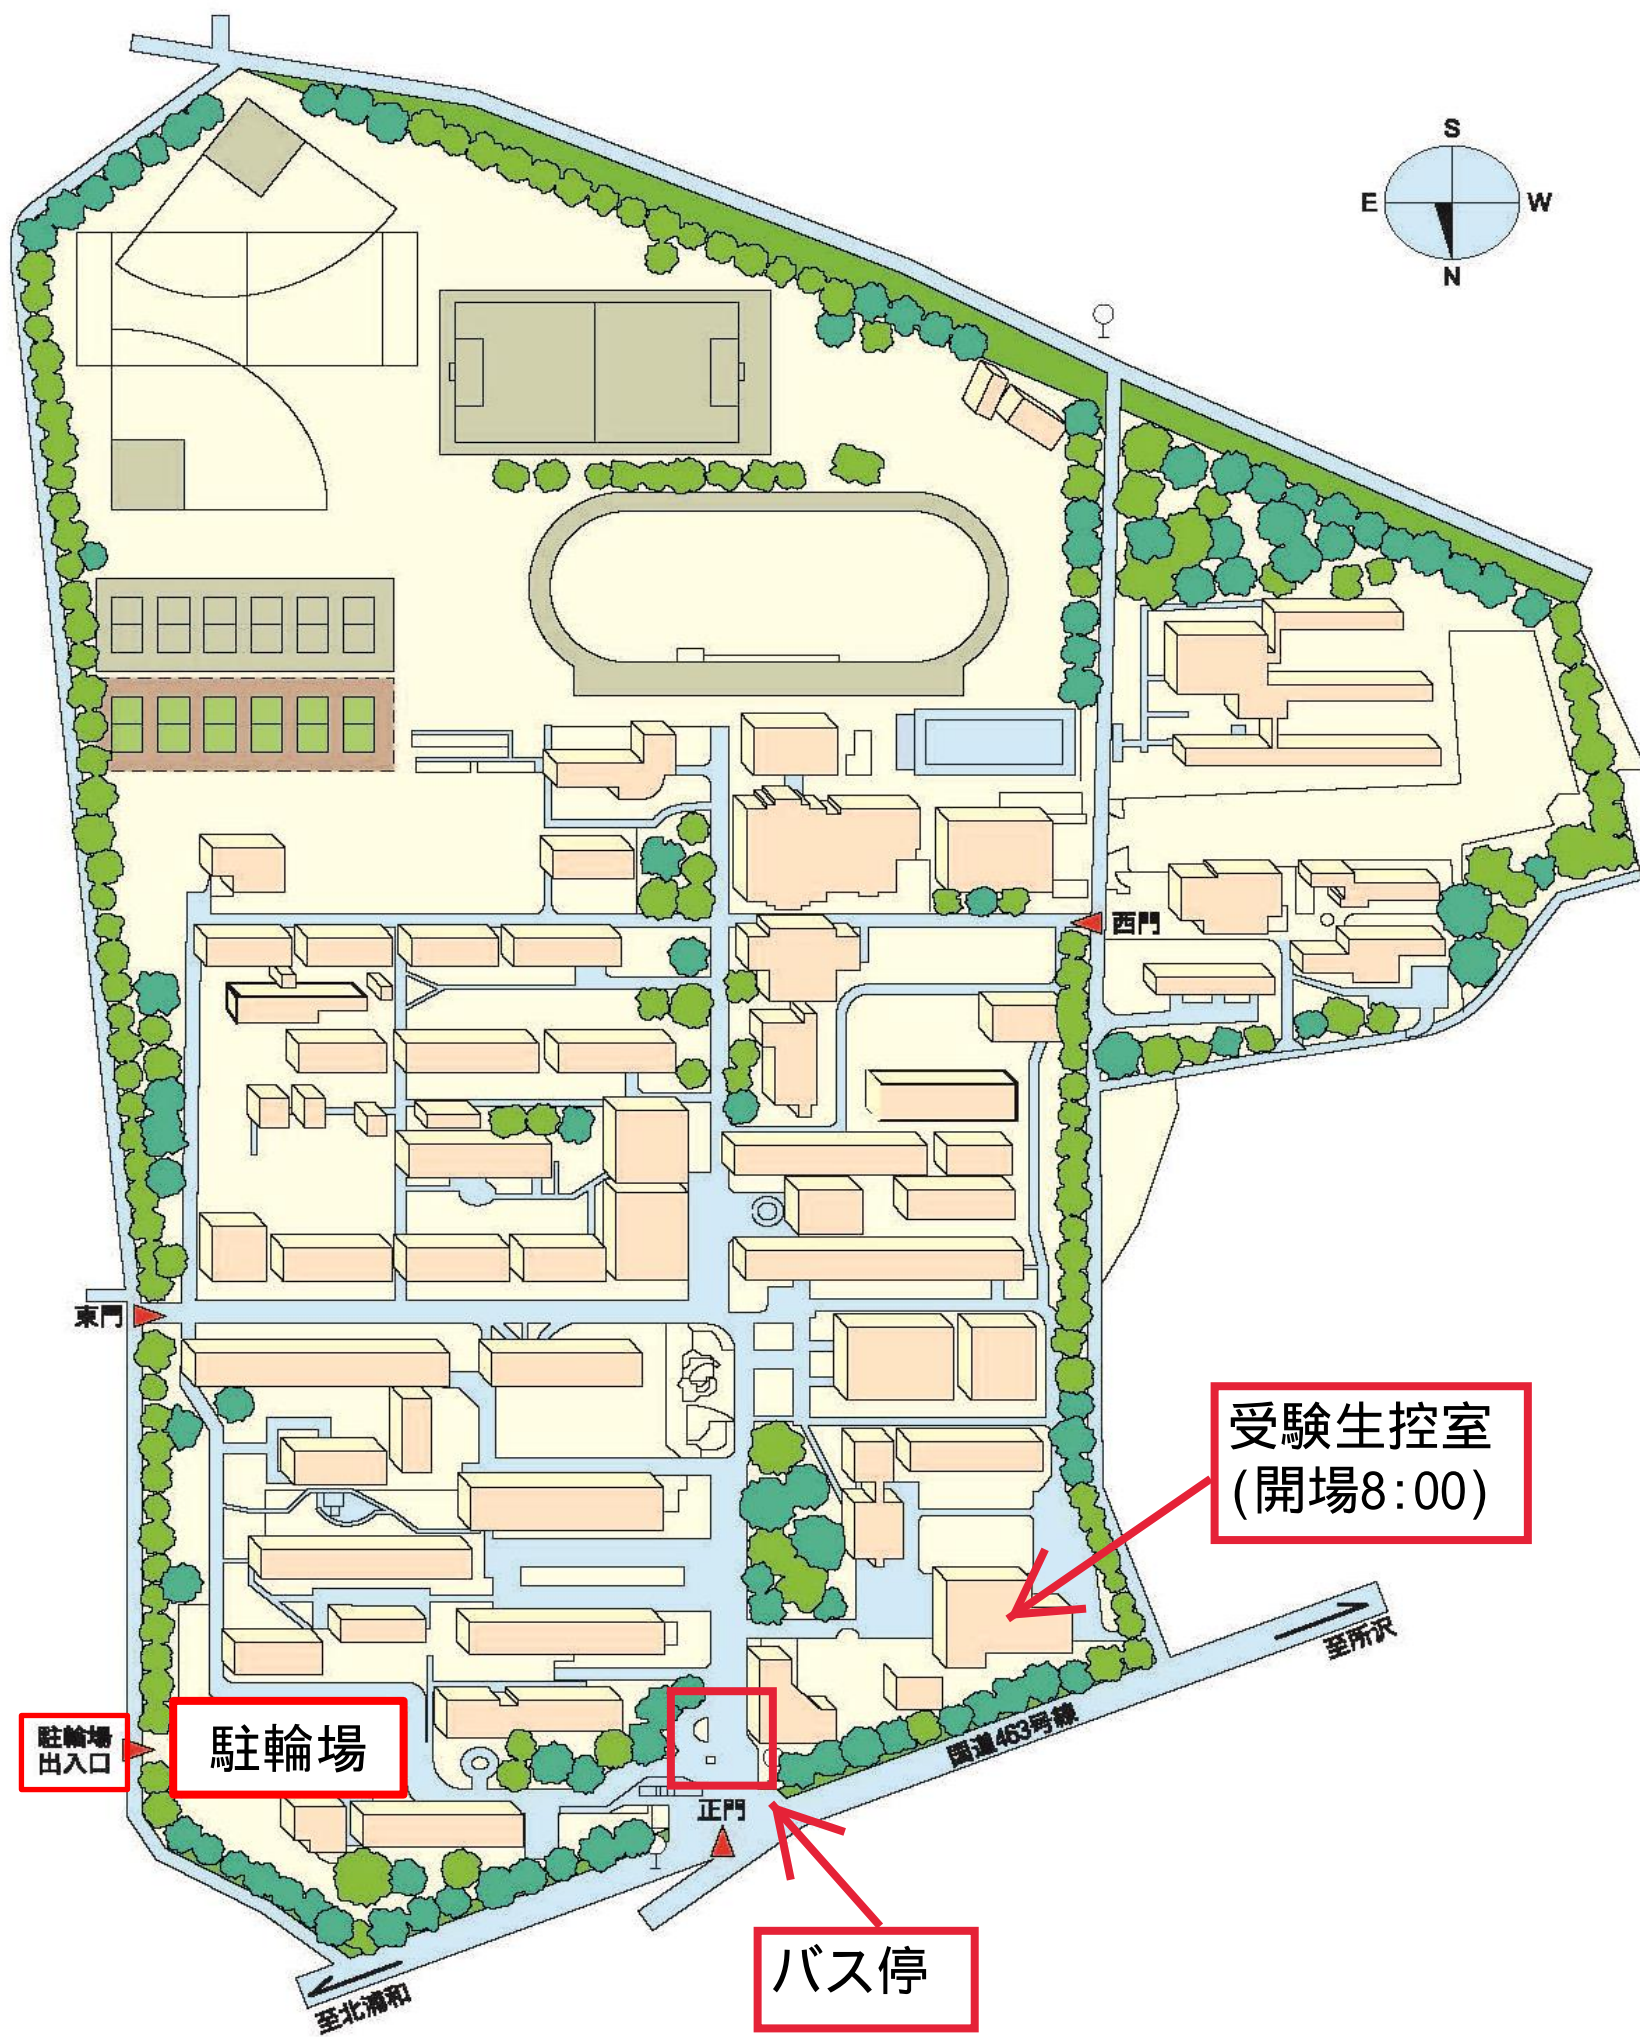 S
E
W
N
西門
東門
受験生控室
(開場8:00)
至所沢
国道463号線
駐輪場
出入口
駐輪場
正門
バス停
至北浦和